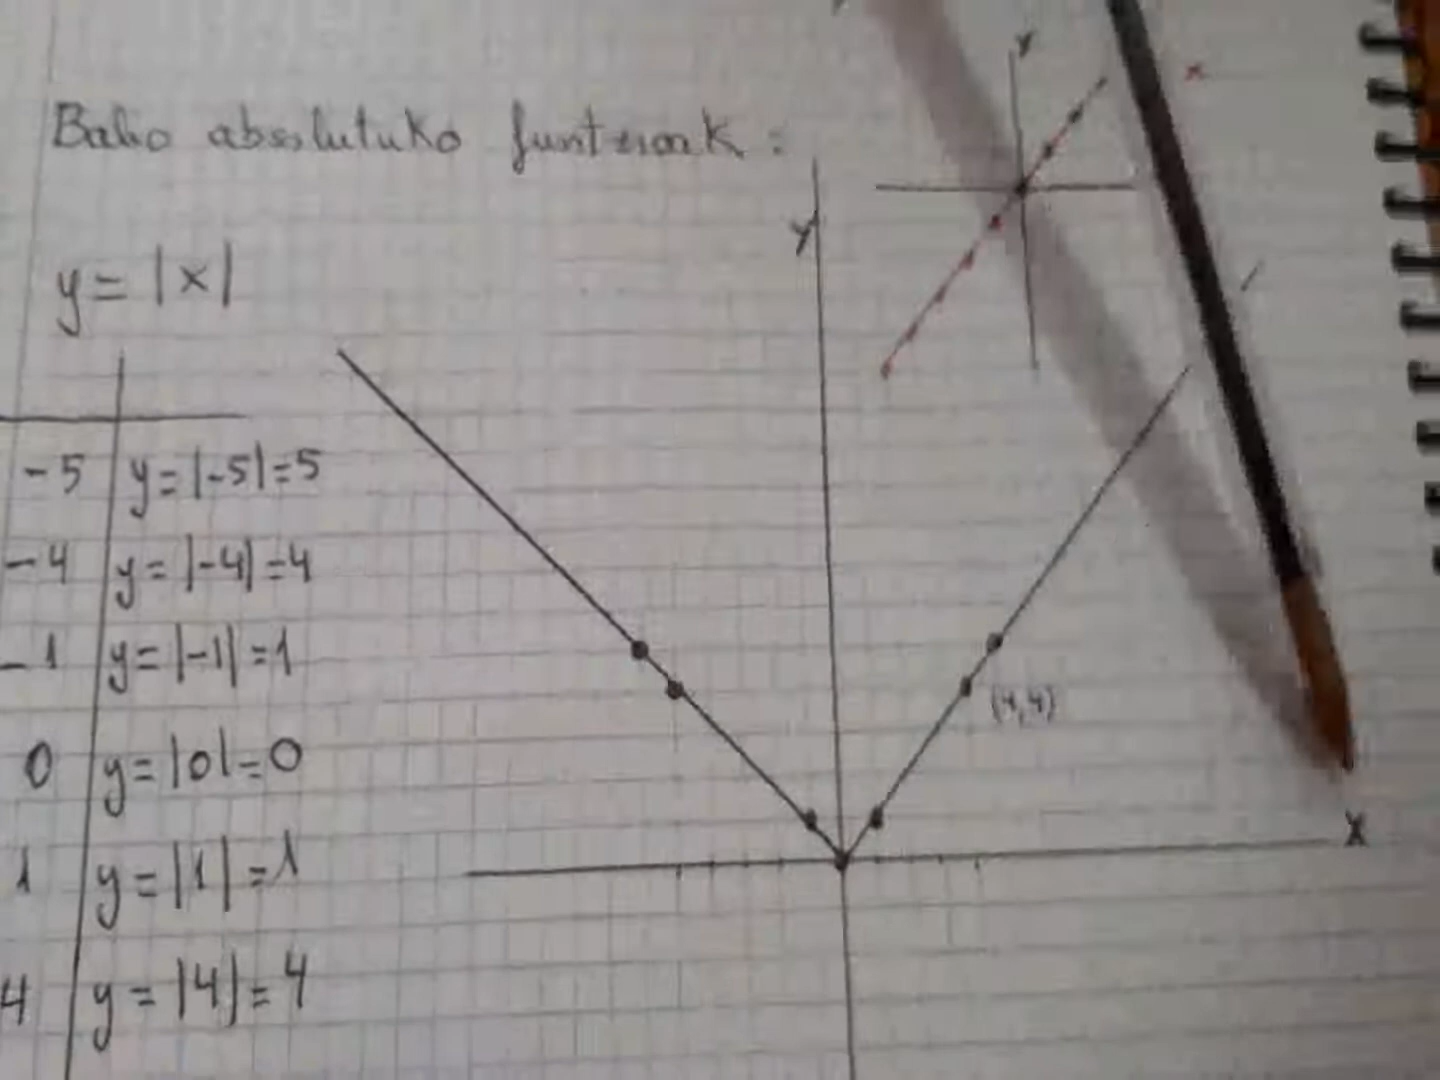 Balio absolutuko funtzioak:
y = |x|
-5 y = |-5| = 5
-4 y = |-4| = 4
-1 y = |-1| = 1
0 y = |0| = 0
1 y = |1| = 1
4 y = |4| = 4
y
x
(4,4)
y
x